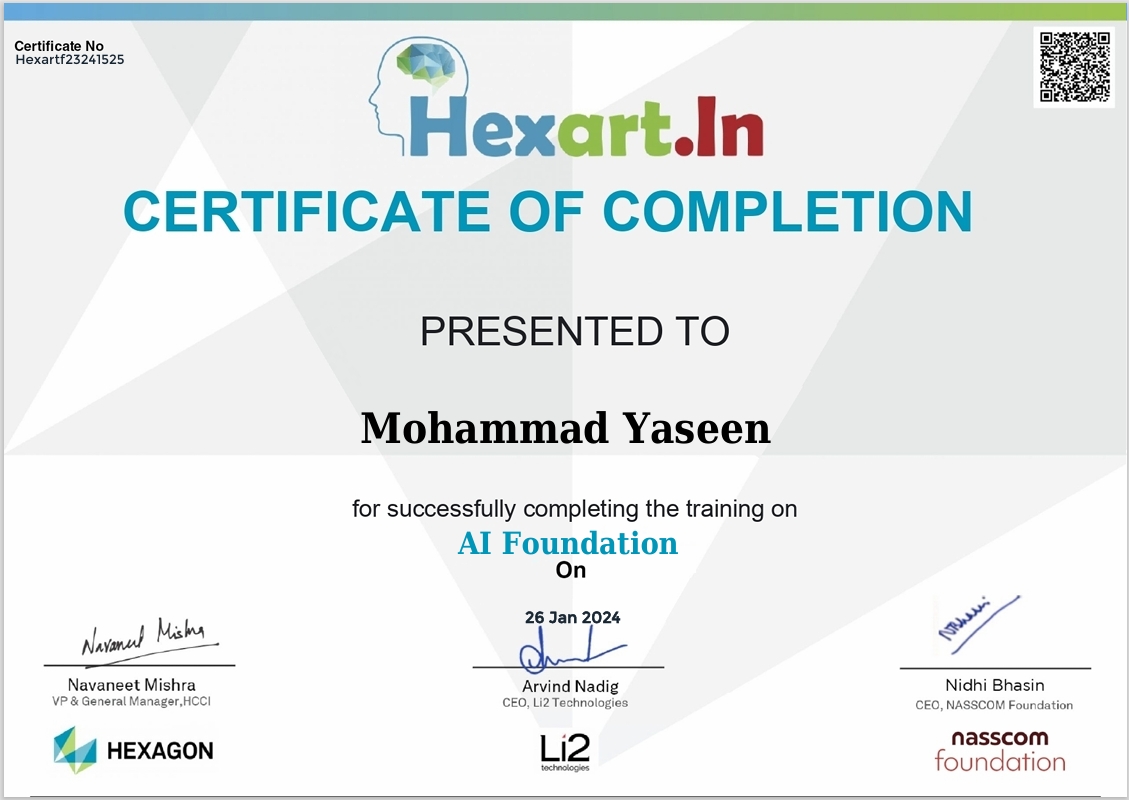 Certificate No
Hexartf23241525
Hexart.In
CERTIFICATE OF COMPLETION
PRESENTED TO
Mohammad Yaseen
for successfully completing the training on
AI Foundation
On
26 Jan 2024
Navaneet Mishra
Navaneet Mishra
VP & General Manager,HCCI
HEXAGON
Arvind Nadig
CEO, Li2 Technologies
Li2
technologies
NBhasin
Nidhi Bhasin
CEO, NASSCOM Foundation
nasscom
foundation